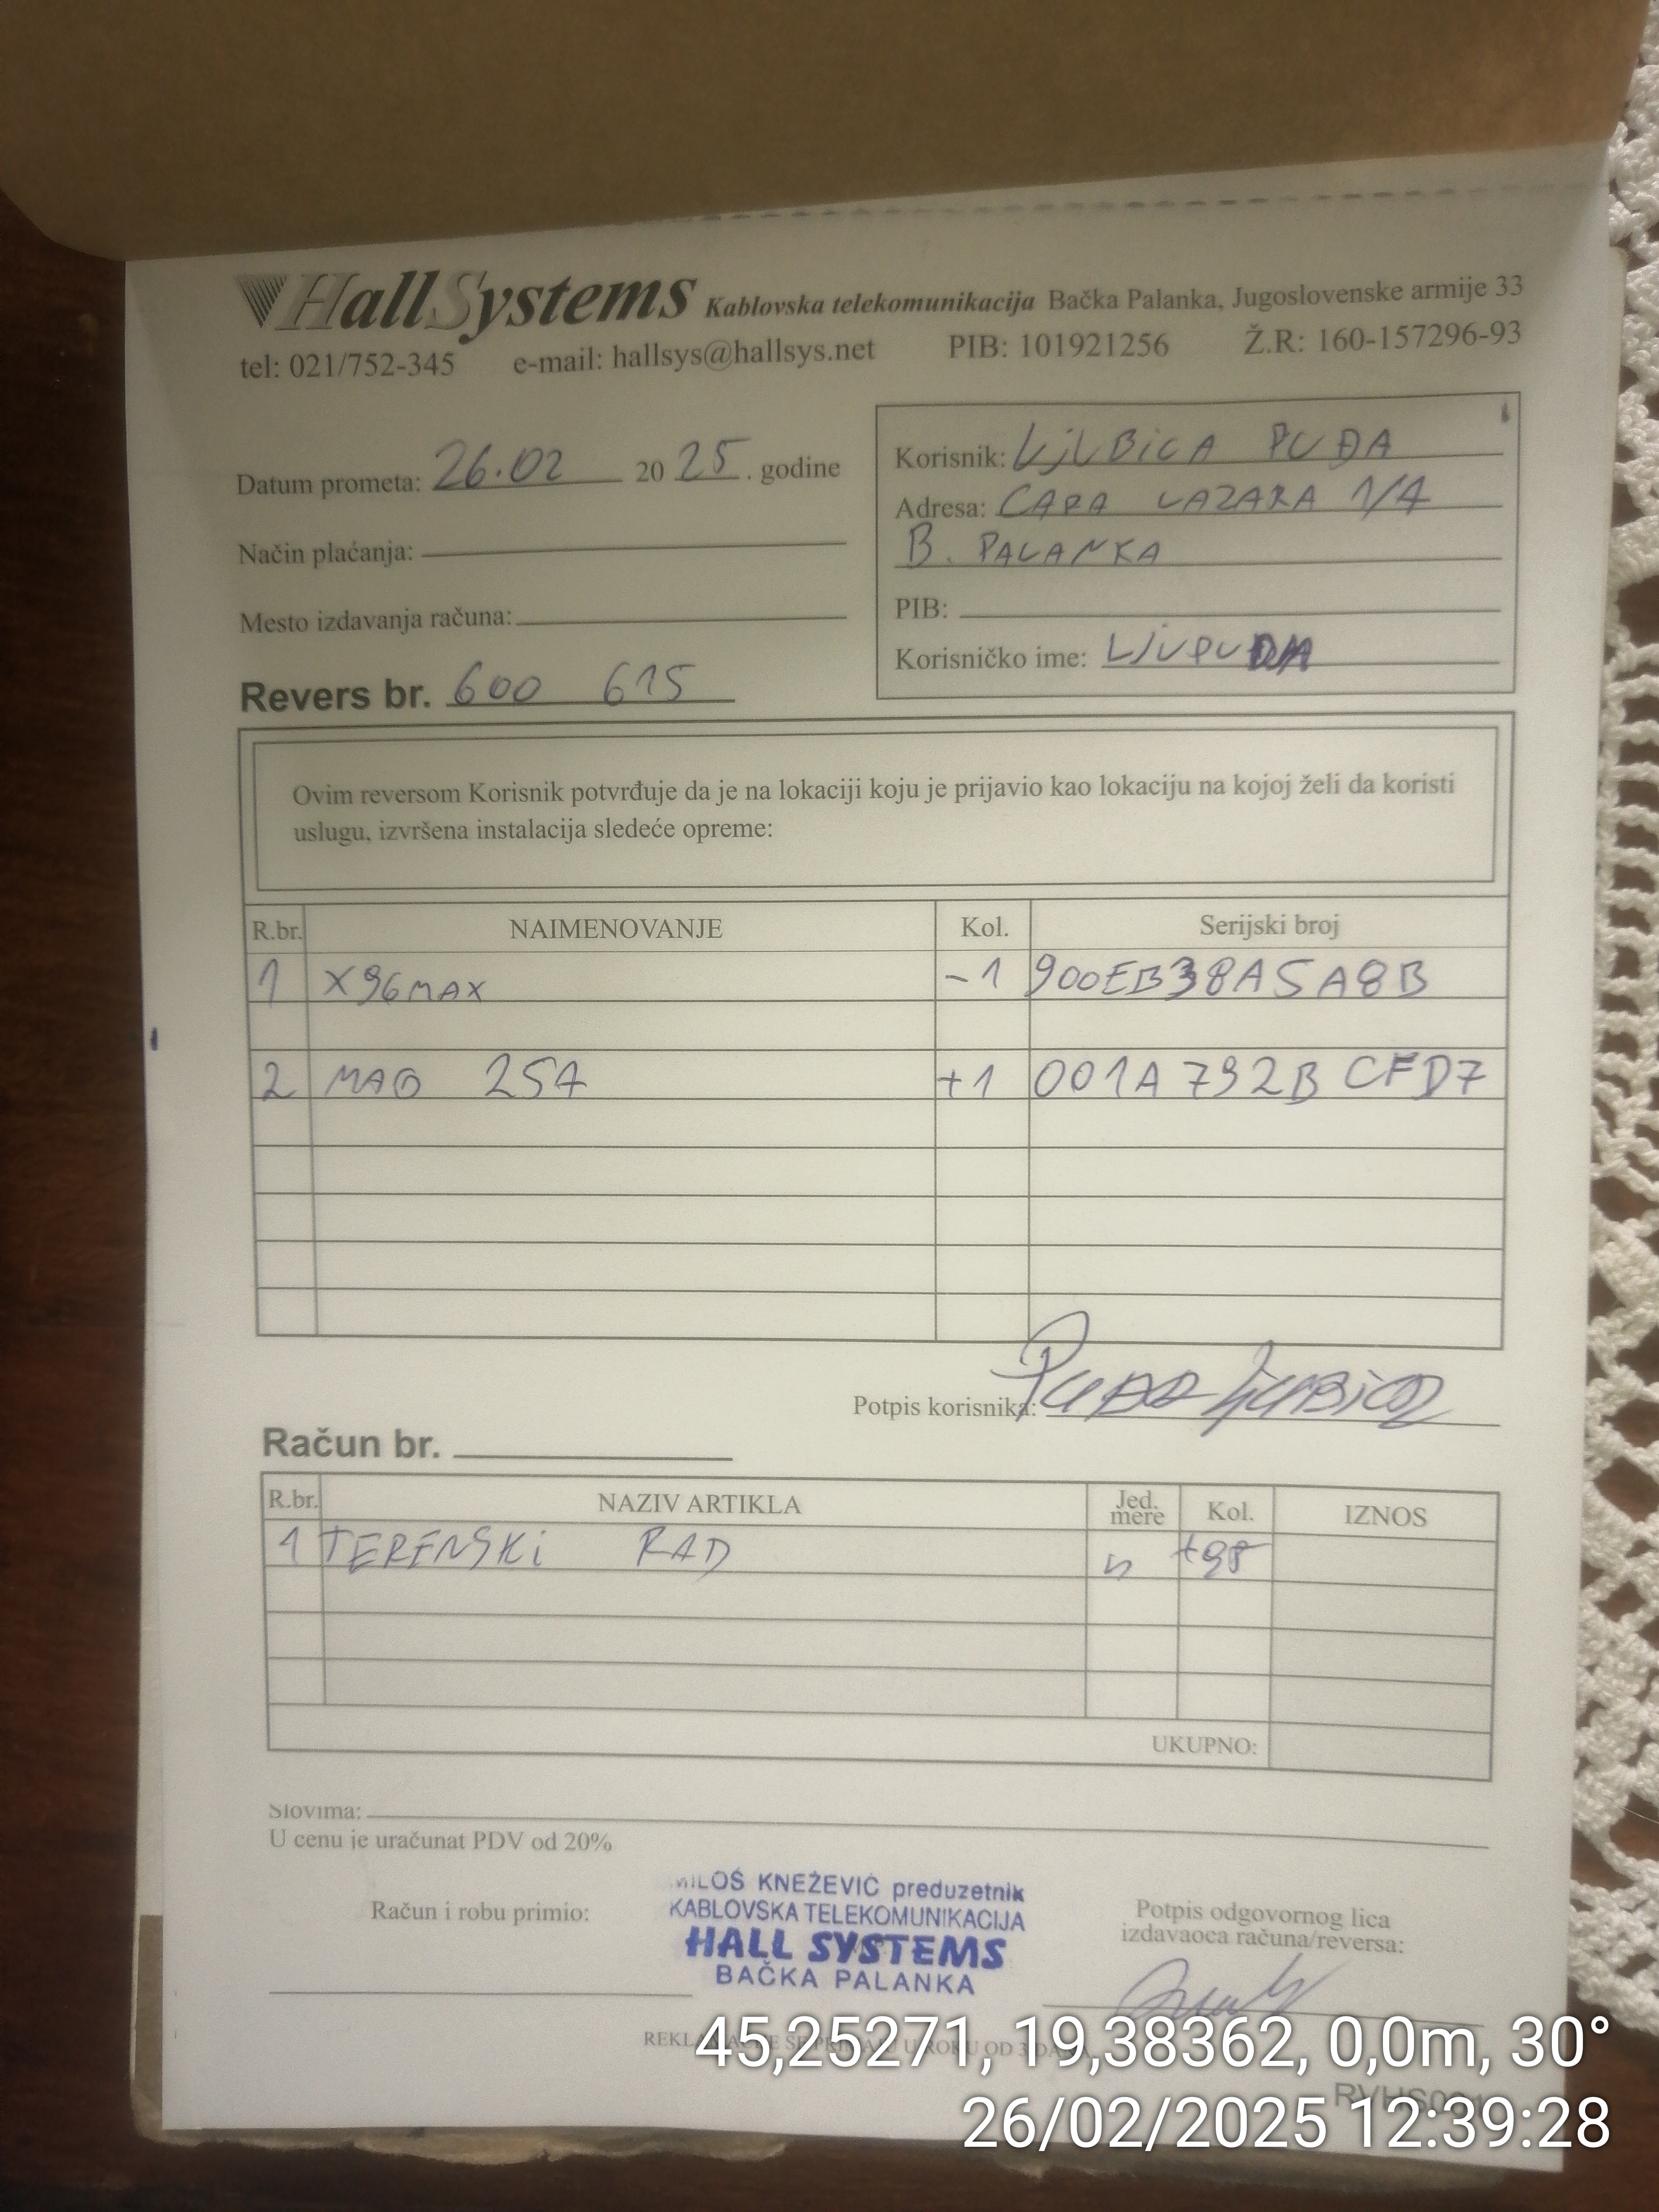 HallSystems Kablovska telekomunikacija Bačka Palanka, Jugoslovenske armije 33
tel: 021/752-345 e-mail: hallsys@hallsys.net PIB: 101921256 Ž.R: 160-157296-93
Datum prometa: 26.02 2025. godine
Način plaćanja:
Mesto izdavanja računa:
Revers br. 600 615
Korisnik: LJUBICA PUĐA
Adresa: CARA LAZARA 1/4
B. PALANKA
PIB:
Korisničko ime: LJUPUDA
Ovim reversom Korisnik potvrđuje da je na lokaciji koju je prijavio kao lokaciju na kojoj želi da koristi
uslugu, izvršena instalacija sledeće opreme:
R.br. NAIMENOVANJE Kol. Serijski broj
1 X96MAX -1 900EB38A5A8B
2 MAG 254 +1 001A792BCFD7
Potpis korisnika: PUĐA LJUBICA
Račun br.
R.br. NAZIV ARTIKLA Jed. mere Kol. IZNOS
1 TERENSKI RAD
UKUPNO:
Slovima:
U cenu je uračunat PDV od 20%
Račun i robu primio:
MILOŠ KNEŽEVIĆ preduzetnik
KABLOVSKA TELEKOMUNIKACIJA
HALL SYSTEMS
BAČKA PALANKA
Potpis odgovornog lica
izdavaoca računa/reversa:
45,25271, 19,38362, 0,0m, 30°
26/02/2025 12:39:28